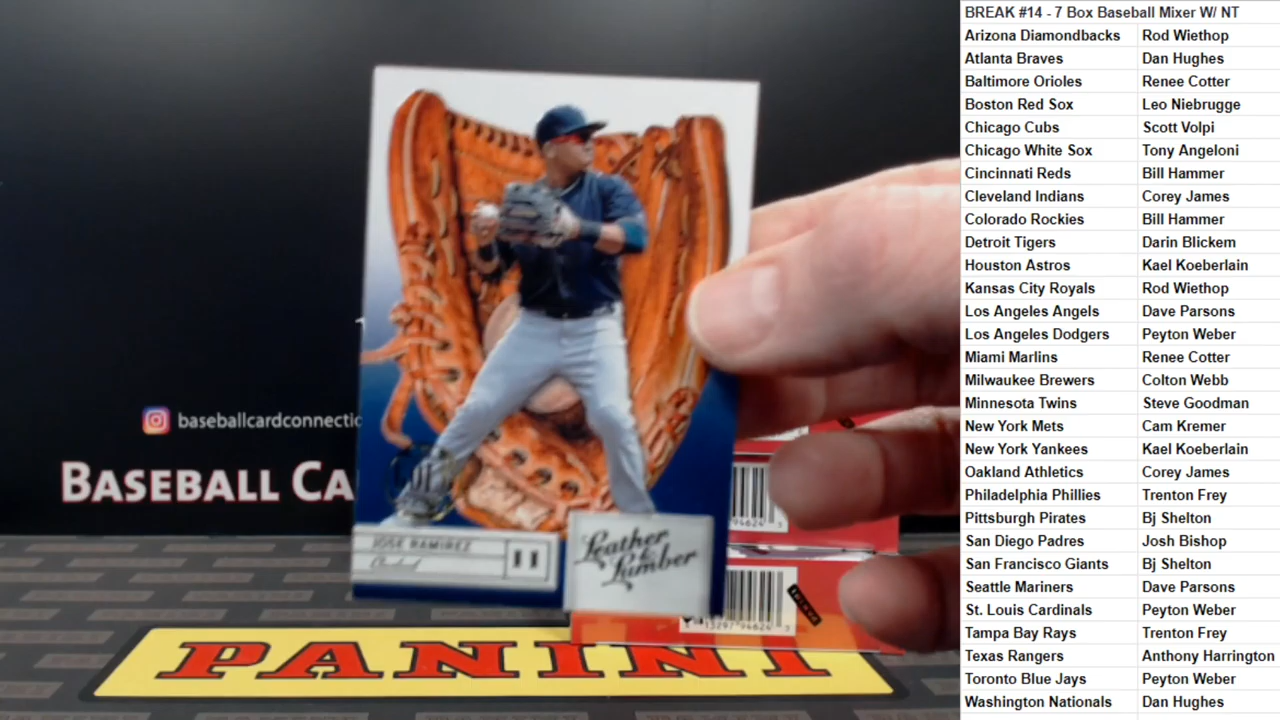 BREAK #14 - 7 Box Baseball Mixer W/ NT
Arizona Diamondbacks Rod Wiethop
Atlanta Braves Dan Hughes
Baltimore Orioles Renee Cotter
Boston Red Sox Leo Niebrugge
Chicago Cubs Scott Volpi
Chicago White Sox Tony Angeloni
Cincinnati Reds Bill Hammer
Cleveland Indians Corey James
Colorado Rockies Bill Hammer
Detroit Tigers Darin Blickem
Houston Astros Kael Koeberlain
Kansas City Royals Rod Wiethop
Los Angeles Angels Dave Parsons
Los Angeles Dodgers Peyton Weber
Miami Marlins Renee Cotter
Milwaukee Brewers Colton Webb
Minnesota Twins Steve Goodman
New York Mets Cam Kremer
New York Yankees Kael Koeberlain
Oakland Athletics Corey James
Philadelphia Phillies Trenton Frey
Pittsburgh Pirates Bj Shelton
San Diego Padres Josh Bishop
San Francisco Giants Bj Shelton
Seattle Mariners Dave Parsons
St. Louis Cardinals Peyton Weber
Tampa Bay Rays Trenton Frey
Texas Rangers Anthony Harrington
Toronto Blue Jays Peyton Weber
Washington Nationals Dan Hughes
baseballcardconnectio
BASEBALL CA
JOSE RAMIREZ
Cleveland
11
Leather &
Lumber
PANINI